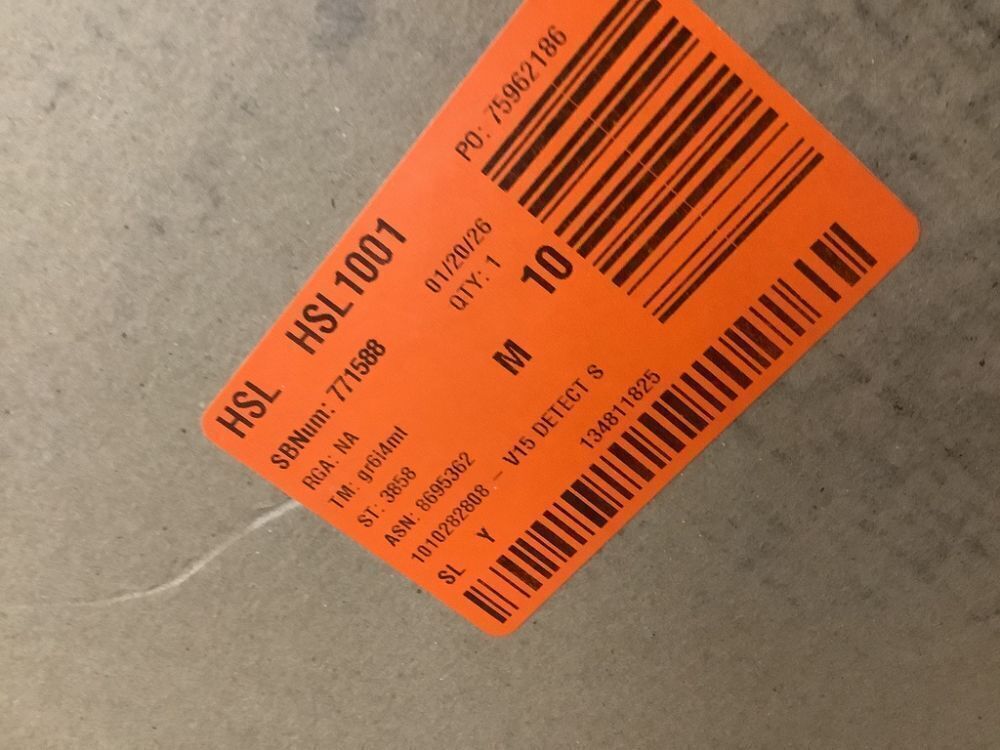 HSL HSL1001
SBNum: 771588 01/20/26 PO: 75962186
RGA: NA QTY: 1
TM: gr6i4ml
ST: 3858 M 10
ASN: 8695362
1010282808 - V15 DETECT S
SL Y 134811825